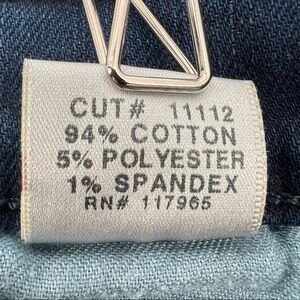 CUT# 11112
94% COTTON
5% POLYESTER
1% SPANDEX
RN# 117965